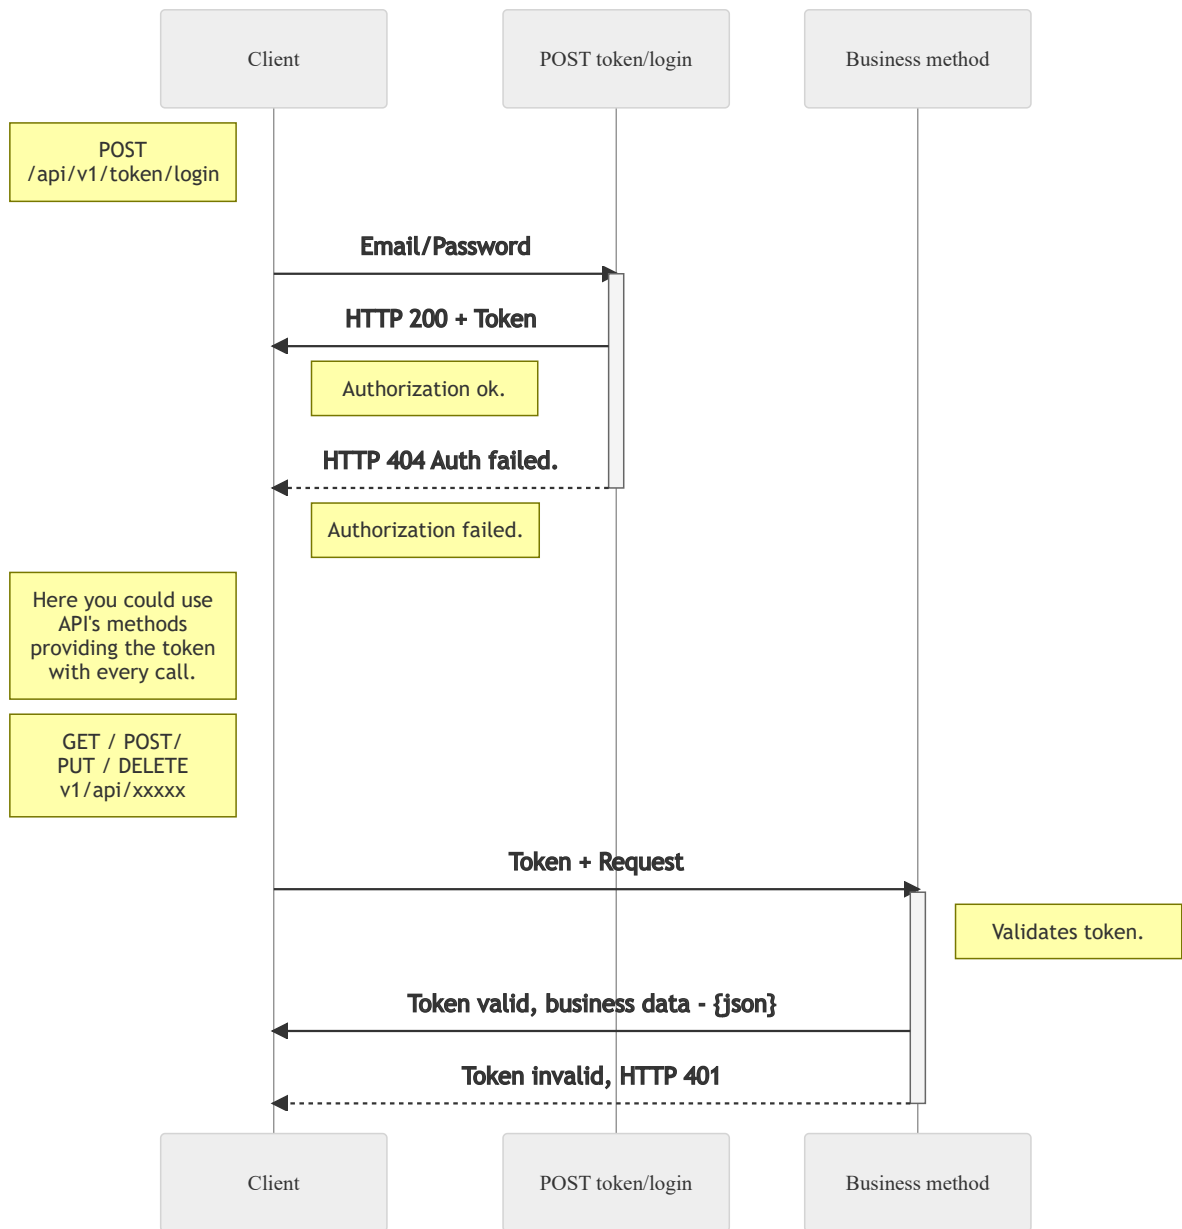 Client
POST token/login
Business method
POST
/api/v1/token/login
Email/Password
HTTP 200 + Token
Authorization ok.
HTTP 404 Auth failed.
Authorization failed.
Here you could use
API's methods
providing the token
with every call.
GET / POST/
PUT / DELETE
v1/api/xxxxx
Token + Request
Validates token.
Token valid, business data - {json}
Token invalid, HTTP 401
Client
POST token/login
Business method